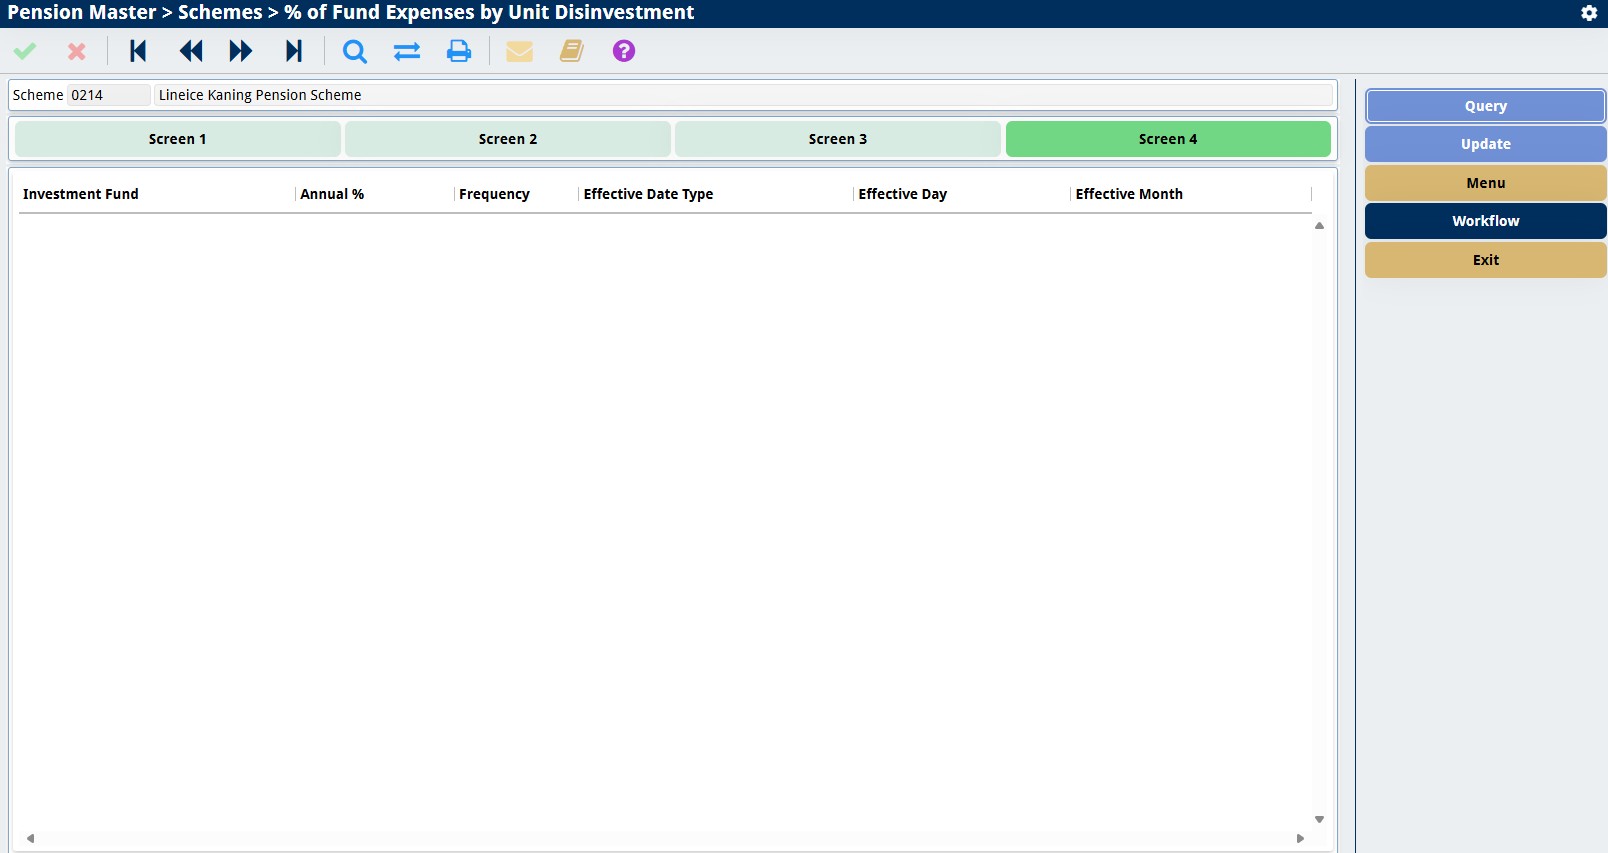 Pension Master > Schemes > % of Fund Expenses by Unit Disinvestment
Scheme 0214 Lineice Kaning Pension Scheme
Screen 1 Screen 2 Screen 3 Screen 4
Investment Fund Annual % Frequency Effective Date Type Effective Day Effective Month
Query
Update
Menu
Workflow
Exit